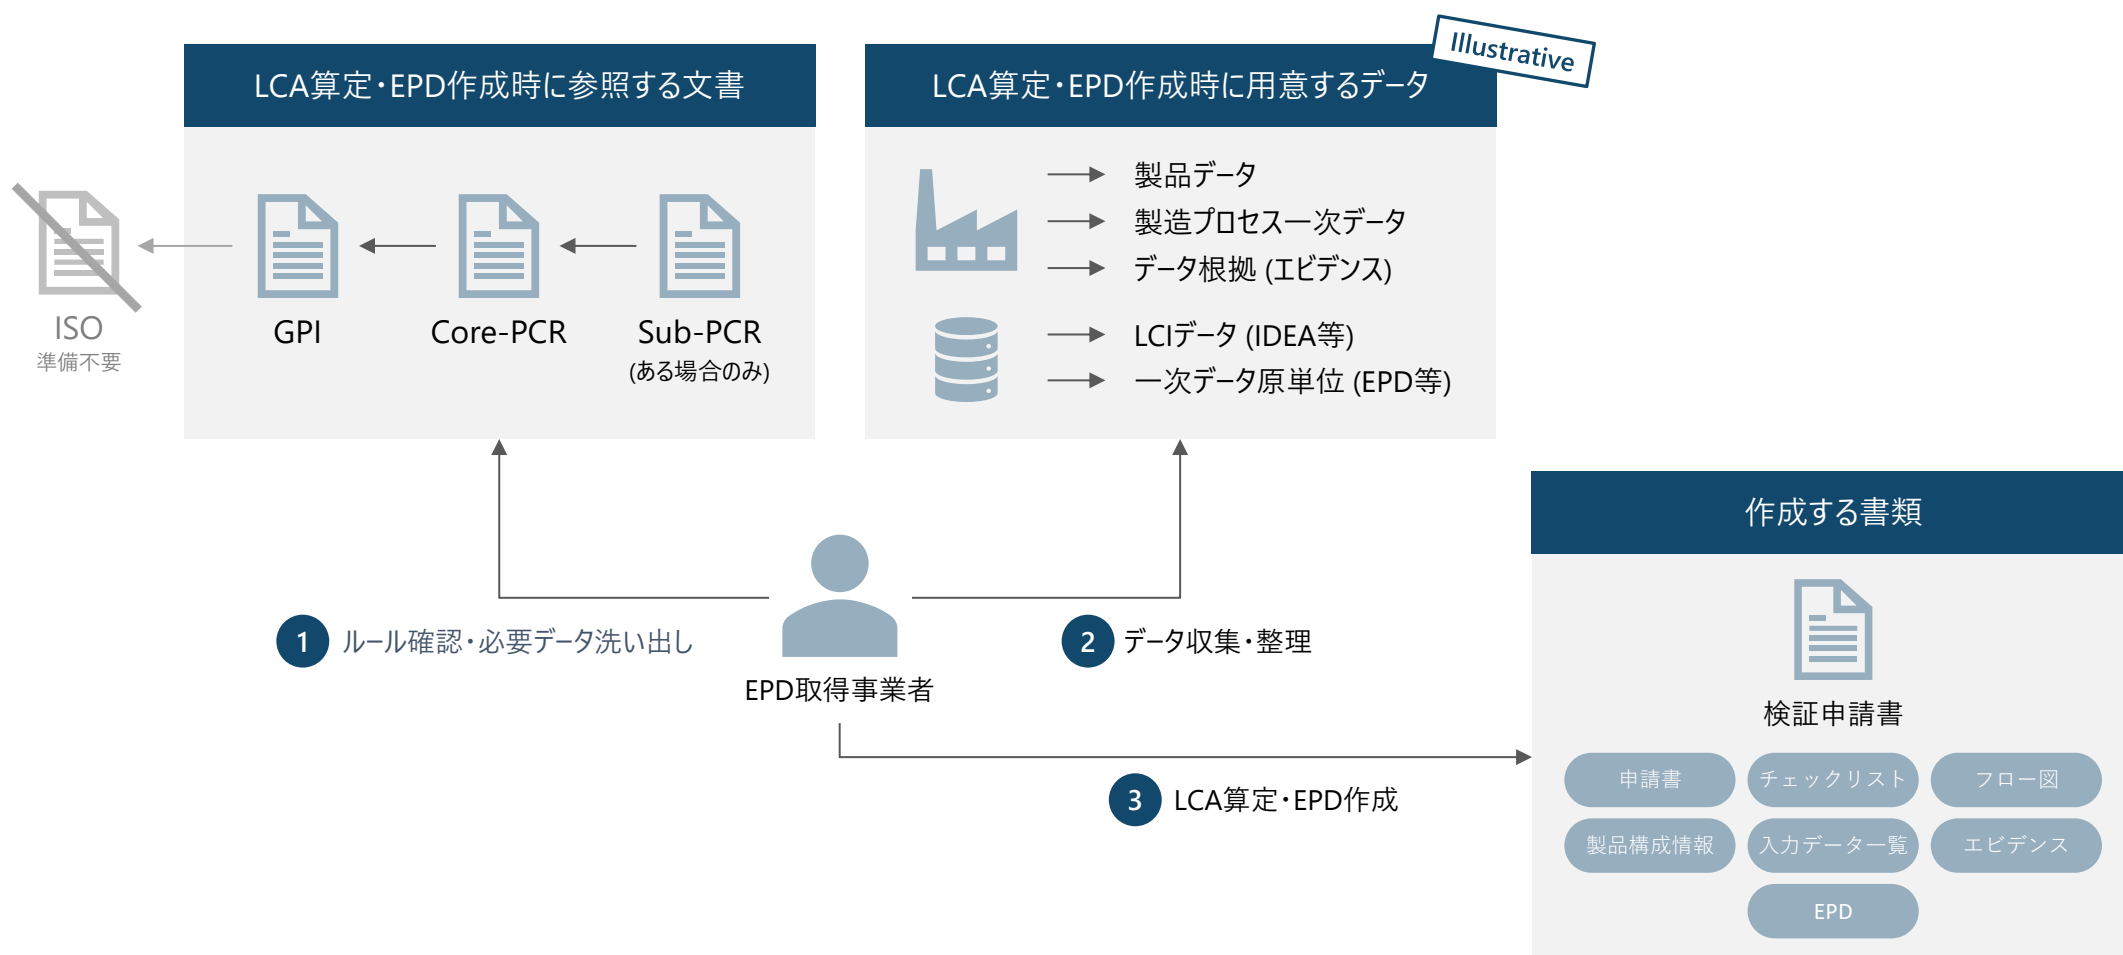 Illustrative
LCA算定・EPD作成時に参照する文書
LCA算定・EPD作成時に用意するデータ
ISO
準備不要
GPI
Core-PCR
Sub-PCR
(ある場合のみ)
製品データ
製造プロセス一次データ
データ根拠 (エビデンス)
LCIデータ (IDEA等)
一次データ原単位 (EPD等)
1 ルール確認・必要データ洗い出し
EPD取得事業者
2 データ収集・整理
3 LCA算定・EPD作成
作成する書類
検証申請書
申請書
チェックリスト
フロー図
製品構成情報
入力データ一覧
エビデンス
EPD